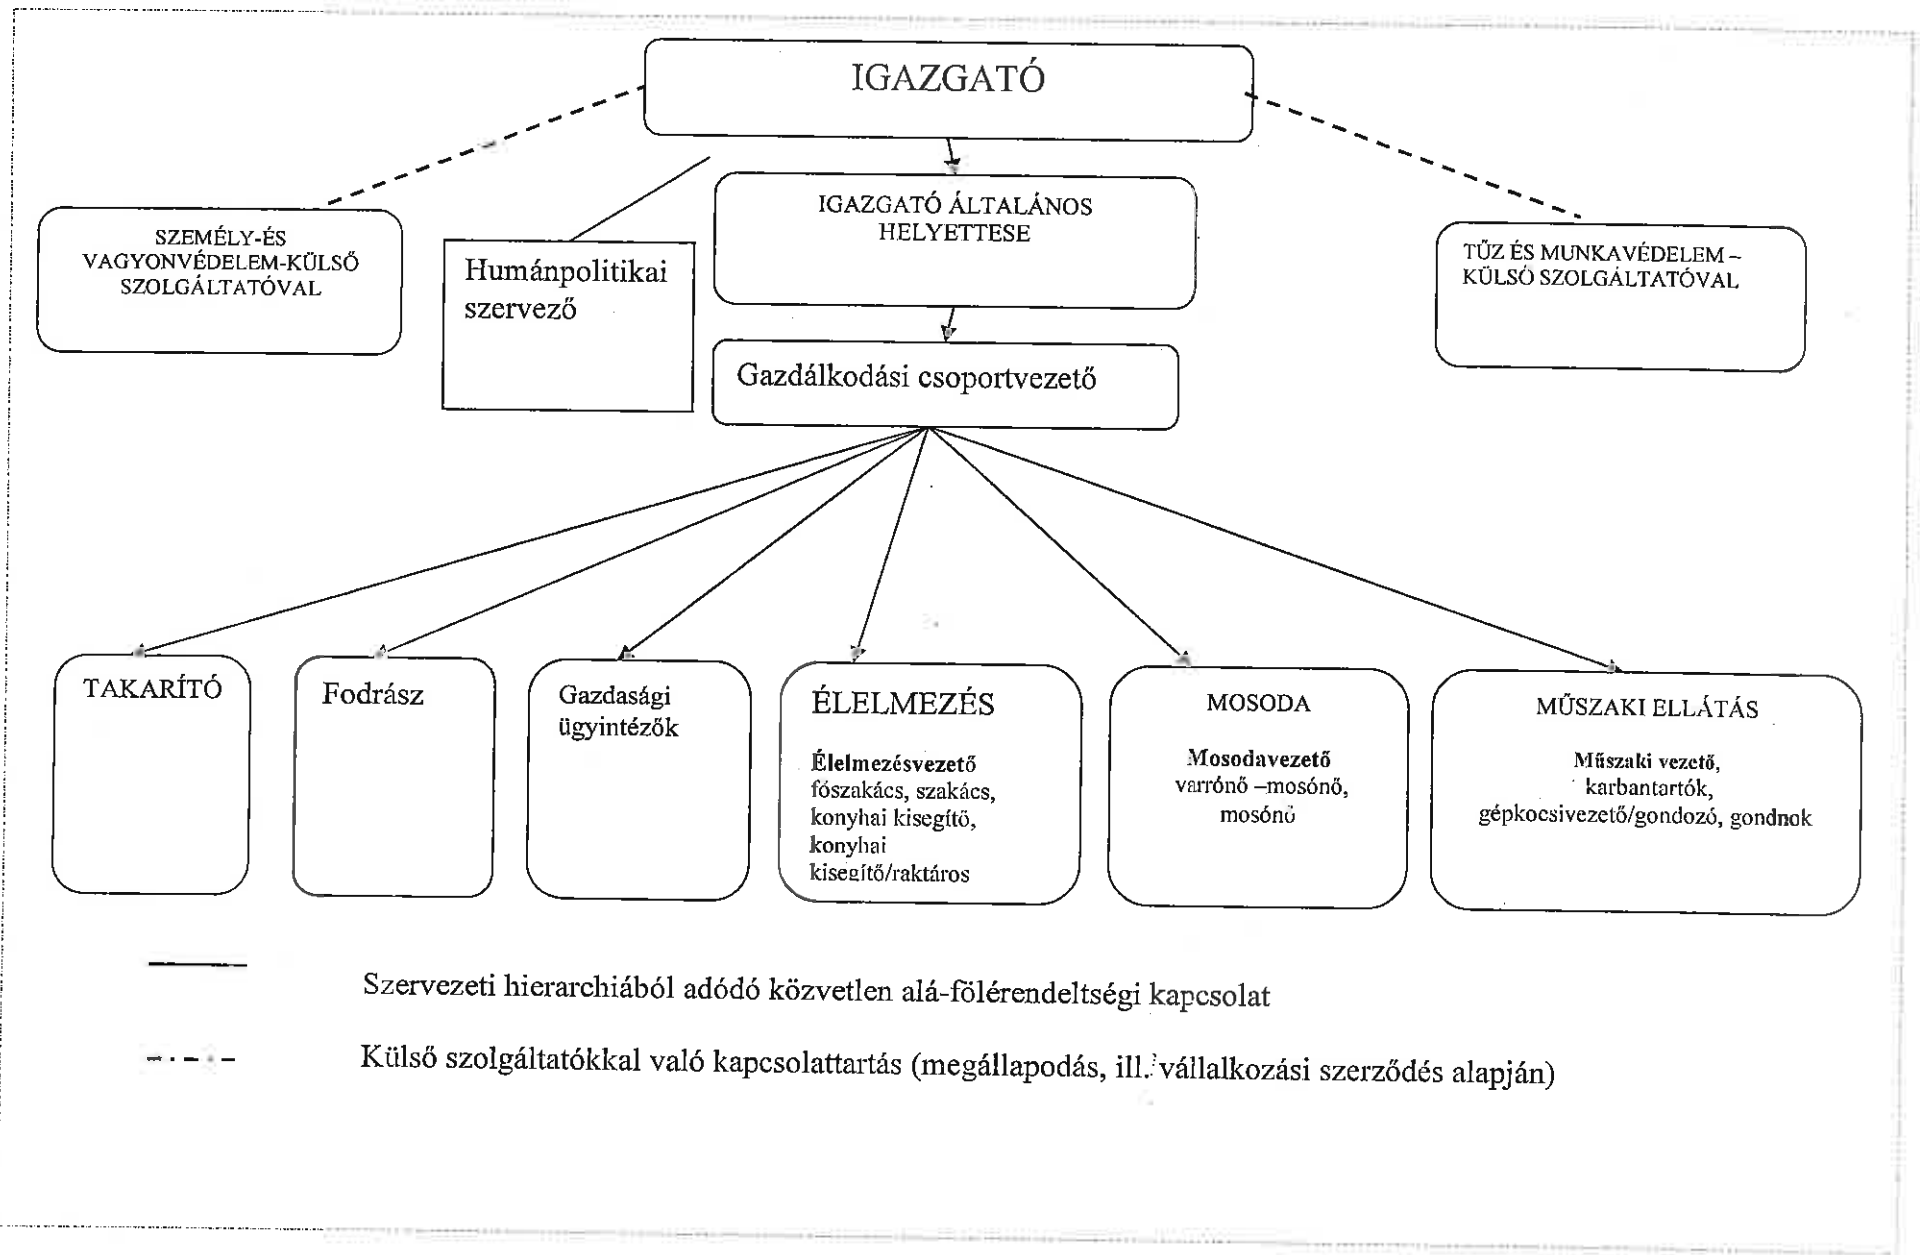 IGAZGATÓ
IGAZGATÓ ÁLTALÁNOS
HELYETTESE
SZEMÉLY-ÉS
VAGYONVÉDELEM-KÜLSŐ
SZOLGÁLTATÓVAL
Humánpolitikai
szervező
TŰZ ÉS MUNKAVÉDELEM –
KÜLSŐ SZOLGÁLTATÓVAL
Gazdálkodási csoportvezető
TAKARÍTÓ
Fodrász
Gazdasági
ügyintézők
ÉLELMEZÉS
Élelmezésvezető
főszakács, szakács,
konyhai kisegítő,
konyhai
kisegítő/raktáros
MOSODA
Mosodavezető
varrónő –mosónő,
mosónő
MŰSZAKI ELLÁTÁS
Műszaki vezető,
karbantartók,
gépkocsivezető/gondozó, gondnok
Szervezeti hierarchiából adódó közvetlen alá-fölérendeltségi kapcsolat
Külső szolgáltatókkal való kapcsolattartás (megállapodás, ill. vállalkozási szerződés alapján)